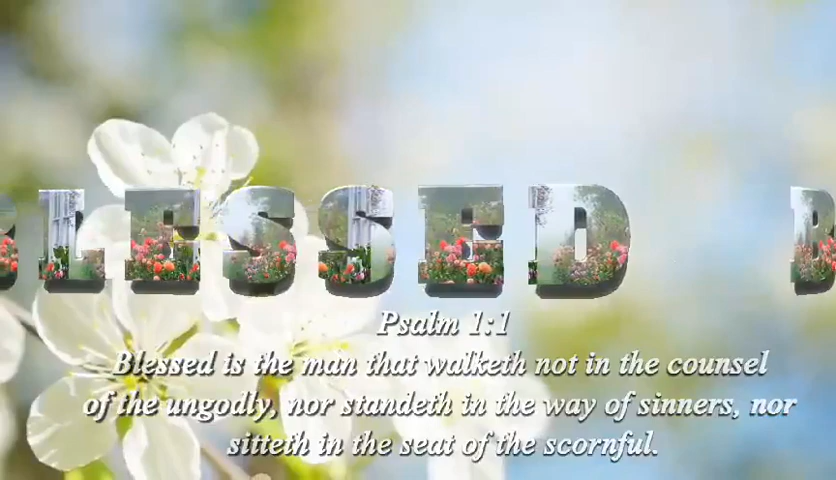 BLESSED B
Psalm 1:1
Blessed is the man that walketh not in the counsel
of the ungodly, nor standeth in the way of sinners, nor
sitteth in the seat of the scornful.